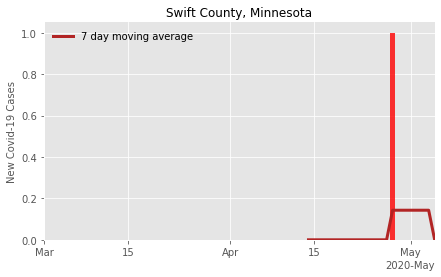 Swift County, Minnesota
7 day moving average
New Covid-19 Cases
1.0
0.8
0.6
0.4
0.2
0.0
Mar
15
Apr
15
May
2020-May